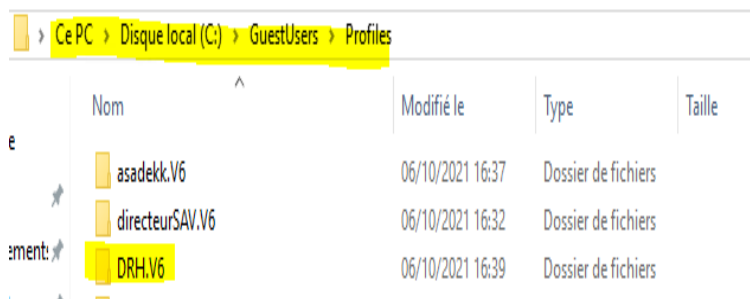 > Ce PC > Disque local (C:) > GuestUsers > Profiles
Nom Modifié le Type Taille
e
asadekk.V6 06/10/2021 16:37 Dossier de fichiers
directeurSAV.V6 06/10/2021 16:32 Dossier de fichiers
ements
DRH.V6 06/10/2021 16:39 Dossier de fichiers